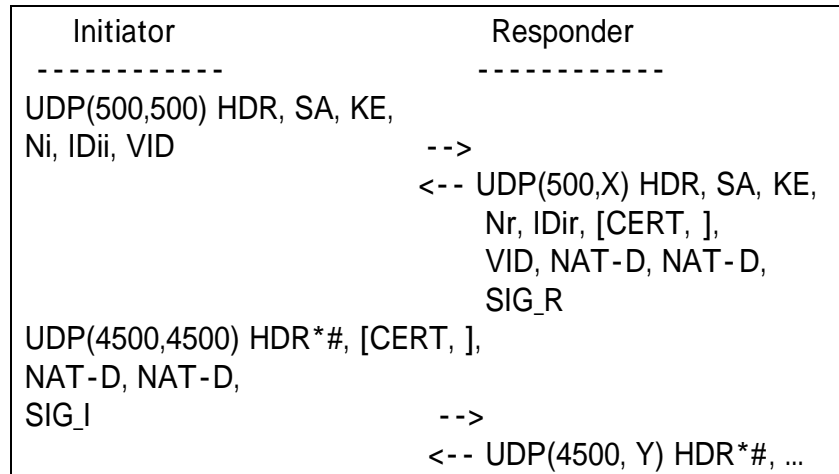 Initiator Responder
------------ ------------
UDP(500,500) HDR, SA, KE,
Ni, IDii, VID -->
<-- UDP(500,X) HDR, SA, KE,
Nr, IDir, [CERT, ],
VID, NAT-D, NAT-D,
SIG_R
UDP(4500,4500) HDR*#, [CERT, ],
NAT-D, NAT-D,
SIG_I -->
<-- UDP(4500, Y) HDR*#, ...